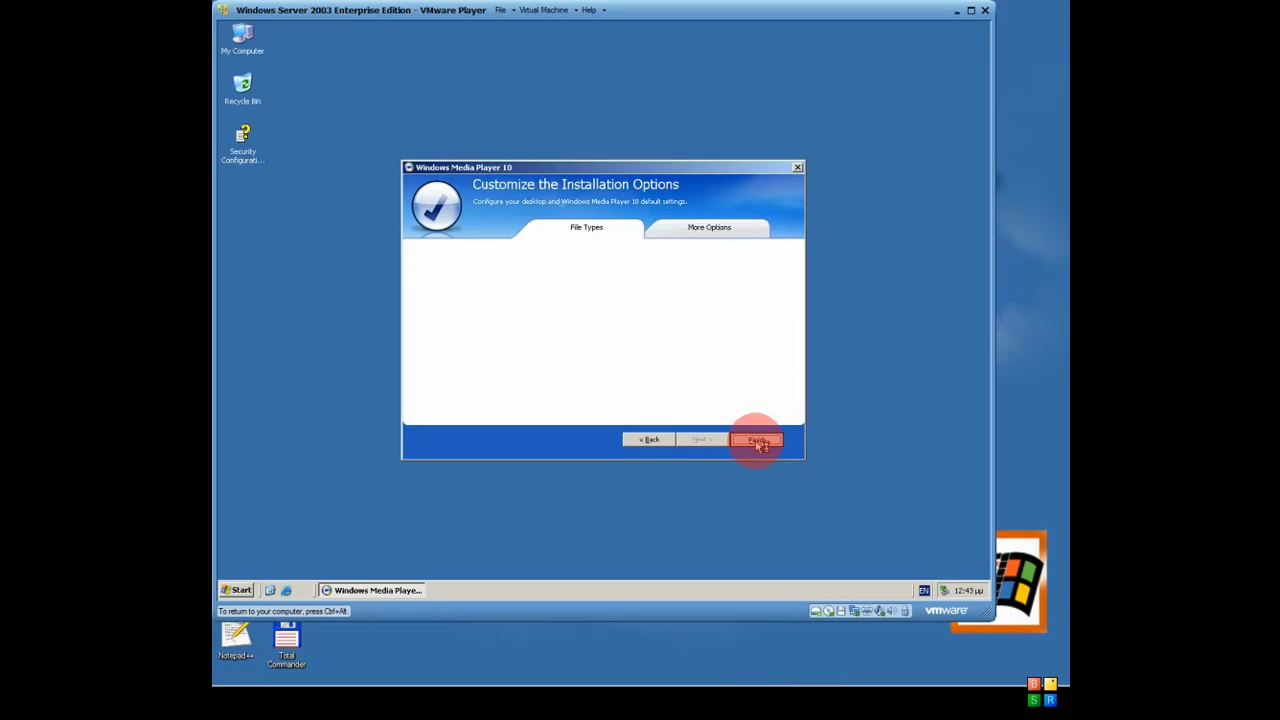 Windows Server 2003 Enterprise Edition - VMware Player File Virtual Machine Help
My Computer
Recycle Bin
Security
Configurati...
Windows Media Player 10
Customize the Installation Options
Configure your desktop and Windows Media Player 10 default settings.
File Types
More Options
< Back
Next >
Finish
Start
Windows Media Playe...
EN
12:43 μμ
To return to your computer, press Ctrl+Alt.
vmware
Notepad++
Total
Commander
B
S
R